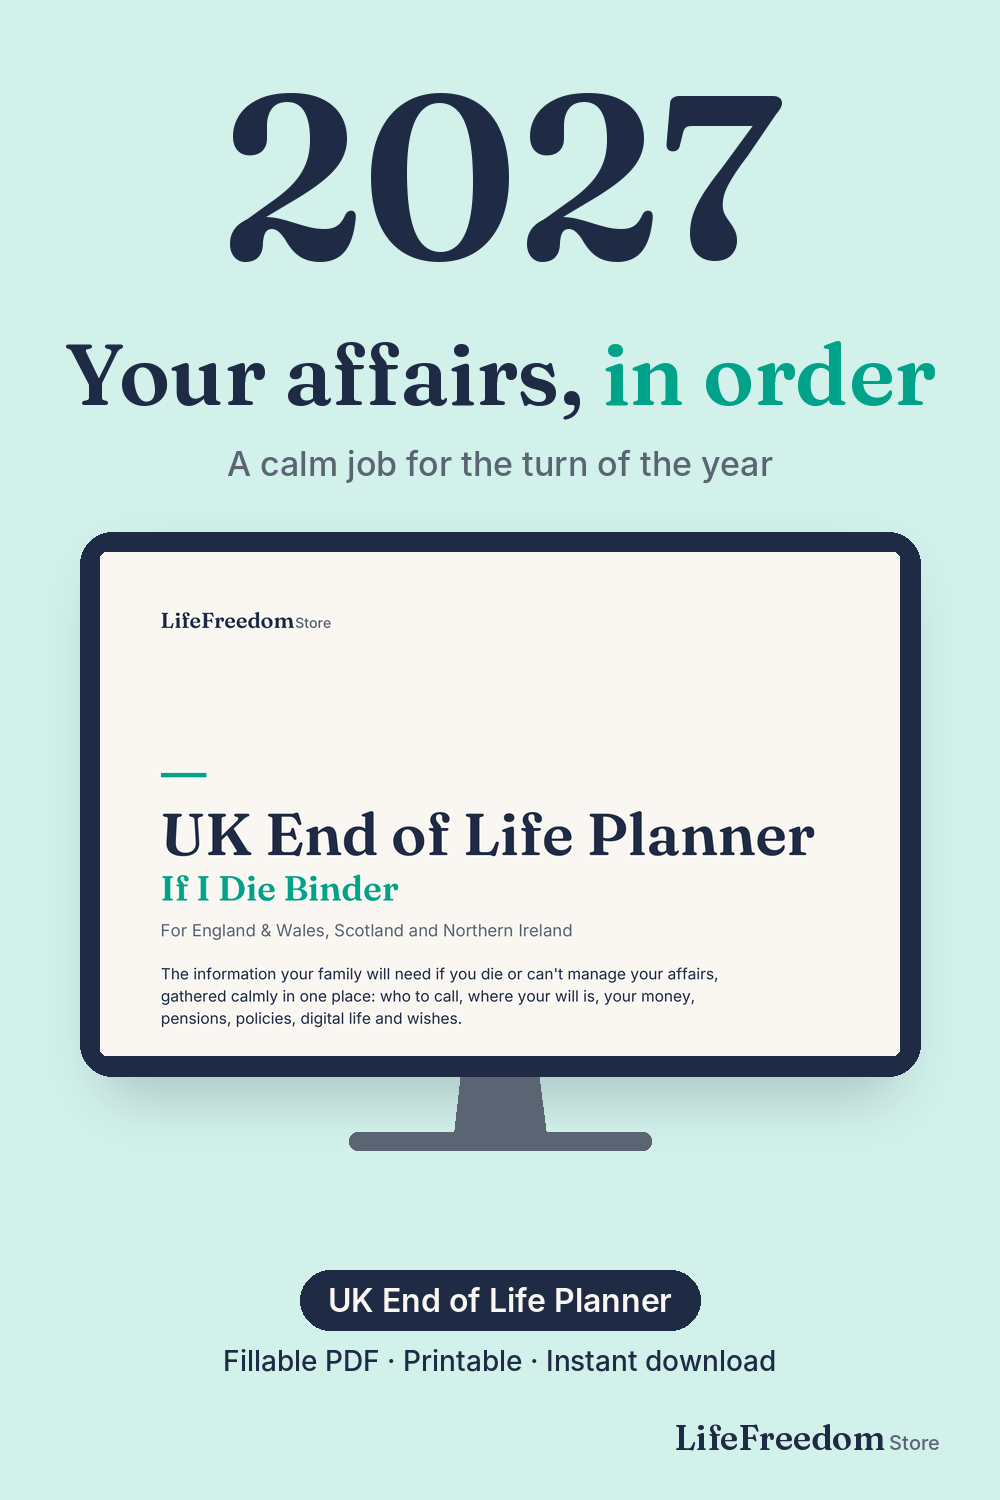 2027
Your affairs, in order
A calm job for the turn of the year
LifeFreedom Store
UK End of Life Planner
If I Die Binder
For England & Wales, Scotland and Northern Ireland
The information your family will need if you die or can't manage your affairs,
gathered calmly in one place: who to call, where your will is, your money,
pensions, policies, digital life and wishes.
UK End of Life Planner
Fillable PDF · Printable · Instant download
LifeFreedom Store